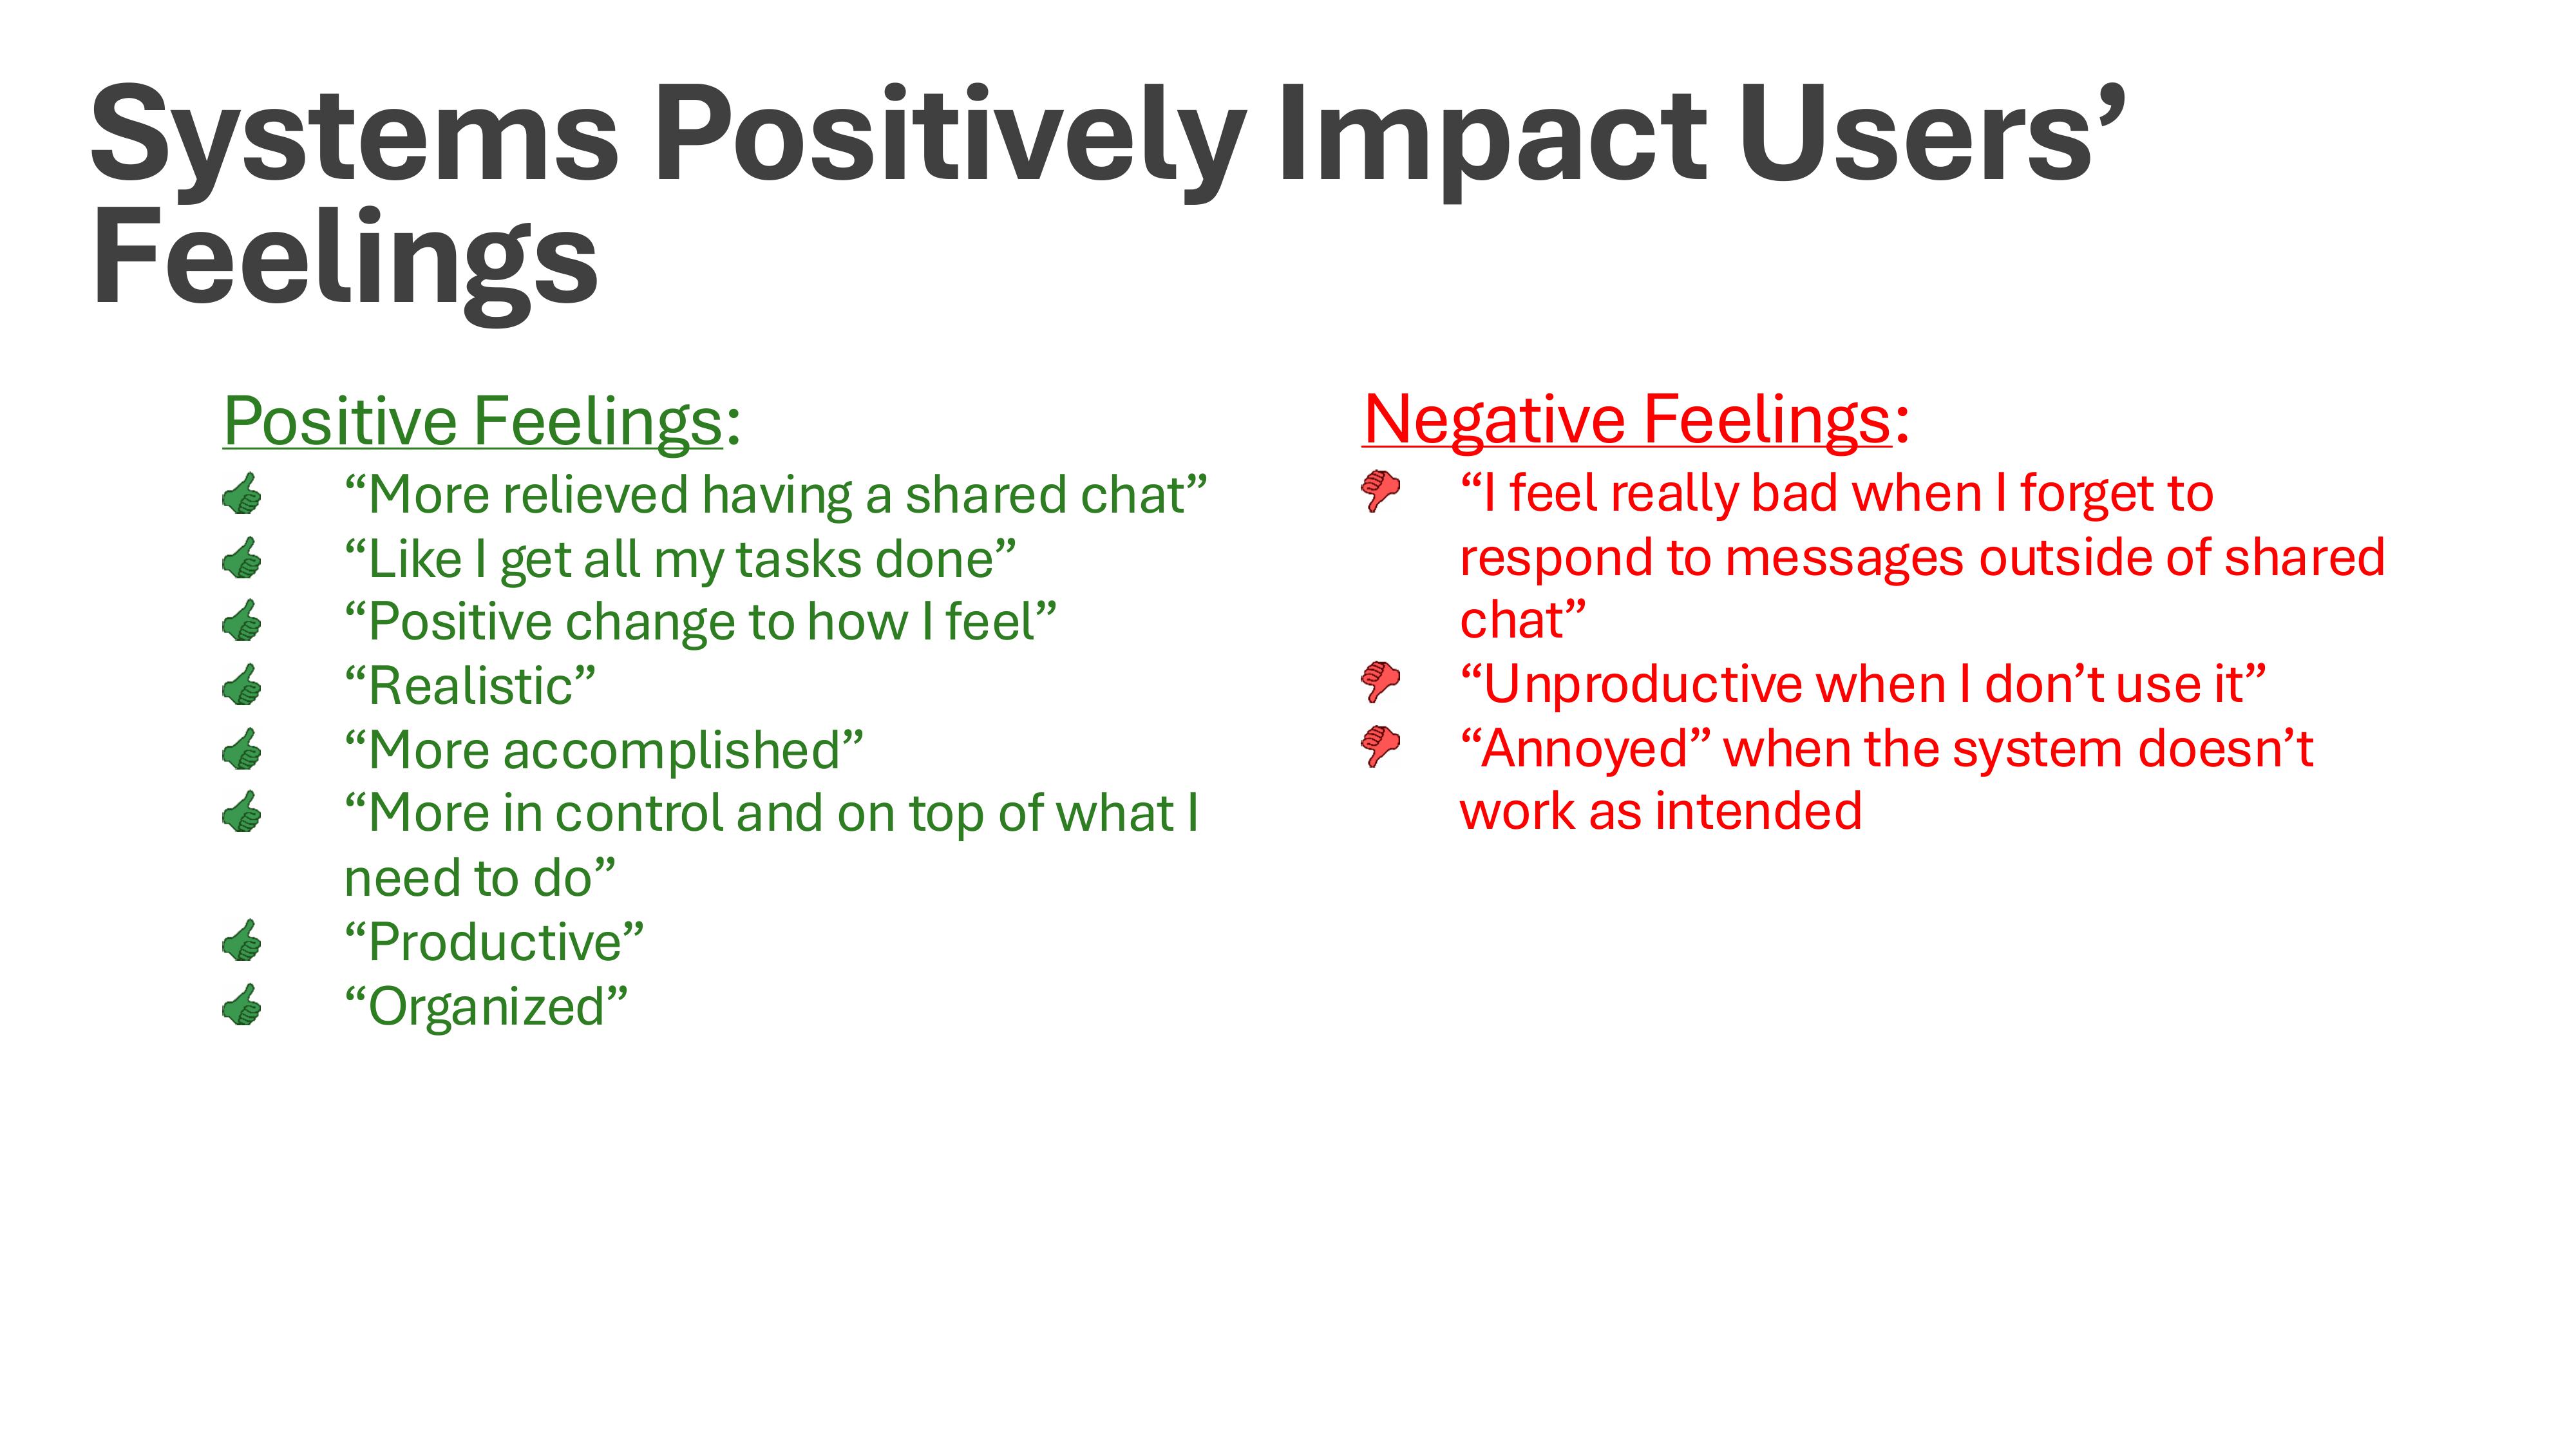 Systems Positively Impact Users’
Feelings
Positive Feelings:
“More relieved having a shared chat”
“Like I get all my tasks done”
“Positive change to how I feel”
“Realistic”
“More accomplished”
“More in control and on top of what I
need to do”
“Productive”
“Organized”
Negative Feelings:
“I feel really bad when I forget to
respond to messages outside of shared
chat”
“Unproductive when I don’t use it”
“Annoyed” when the system doesn’t
work as intended